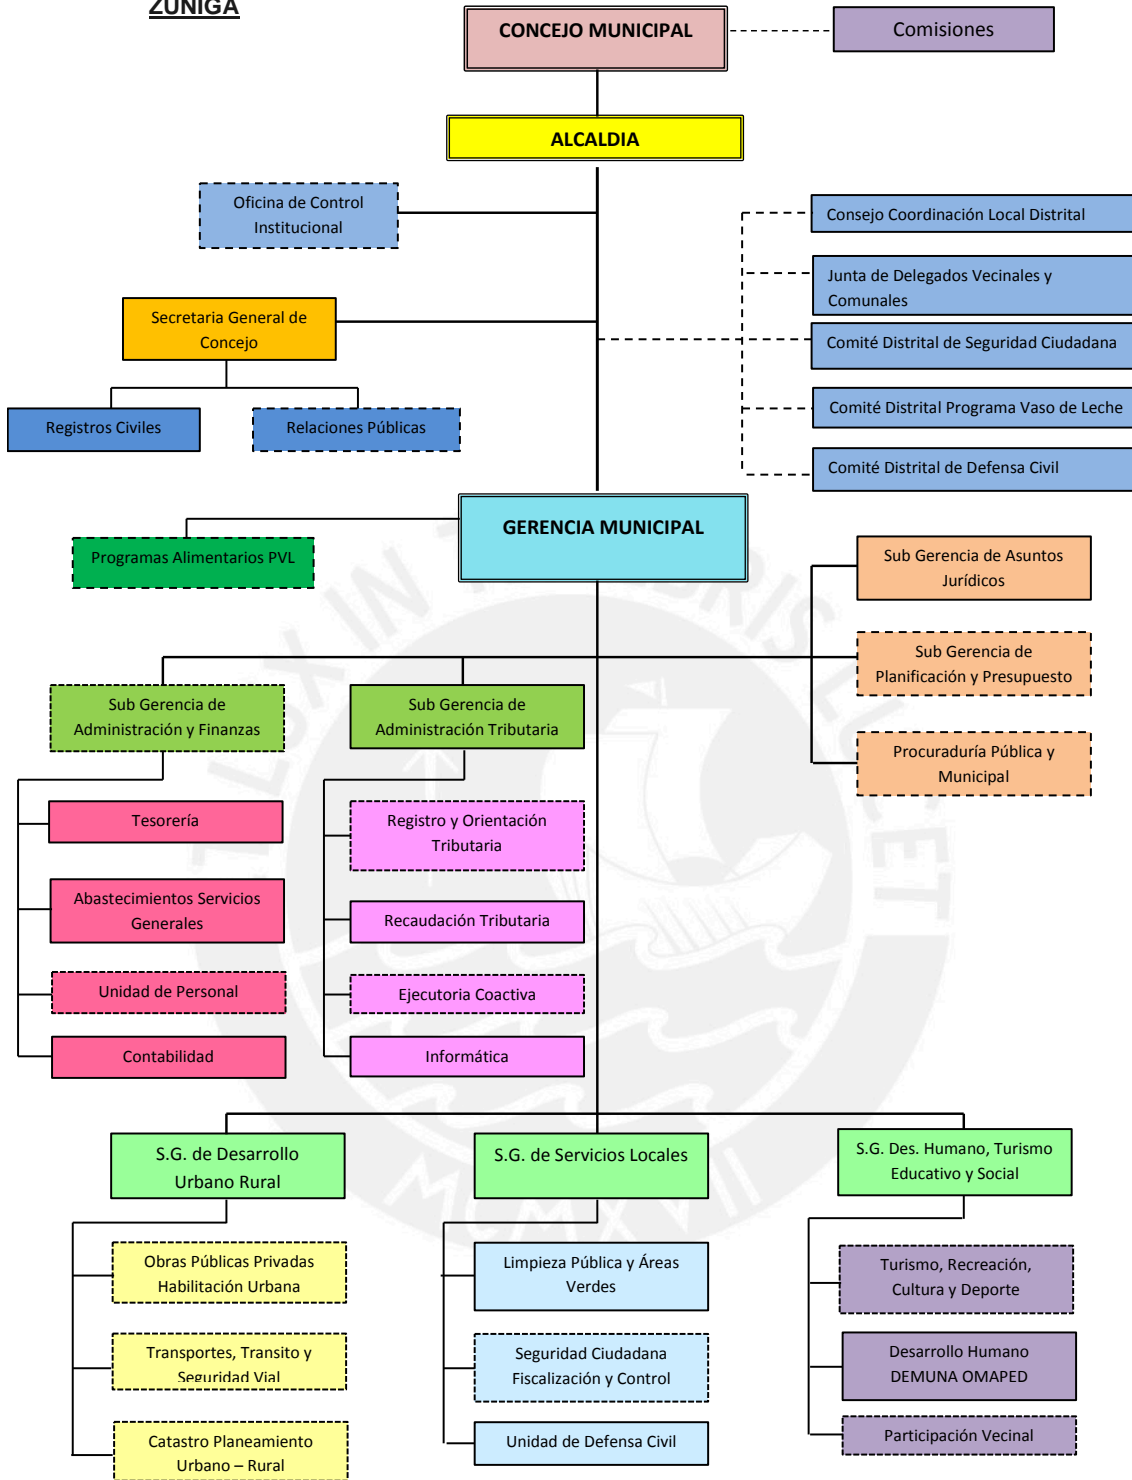 ZUÑIGA
CONCEJO MUNICIPAL
Comisiones
ALCALDIA
Oficina de Control
Institucional
Consejo Coordinación Local Distrital
Junta de Delegados Vecinales y
Comunales
Secretaria General de
Concejo
Comité Distrital de Seguridad Ciudadana
Registros Civiles
Relaciones Públicas
Comité Distrital Programa Vaso de Leche
Comité Distrital de Defensa Civil
GERENCIA MUNICIPAL
Programas Alimentarios PVL
Sub Gerencia de Asuntos
Jurídicos
Sub Gerencia de
Planificación y Presupuesto
Procuraduría Pública y
Municipal
Sub Gerencia de
Administración y Finanzas
Sub Gerencia de
Administración Tributaria
Tesorería
Abastecimientos Servicios
Generales
Unidad de Personal
Contabilidad
Registro y Orientación
Tributaria
Recaudación Tributaria
Ejecutoria Coactiva
Informática
S.G. de Desarrollo
Urbano Rural
S.G. de Servicios Locales
S.G. Des. Humano, Turismo
Educativo y Social
Obras Públicas Privadas
Habilitación Urbana
Transportes, Transito y
Seguridad Vial
Catastro Planeamiento
Urbano – Rural
Limpieza Pública y Áreas
Verdes
Seguridad Ciudadana
Fiscalización y Control
Unidad de Defensa Civil
Turismo, Recreación,
Cultura y Deporte
Desarrollo Humano
DEMUNA OMAPED
Participación Vecinal
MCMXVII